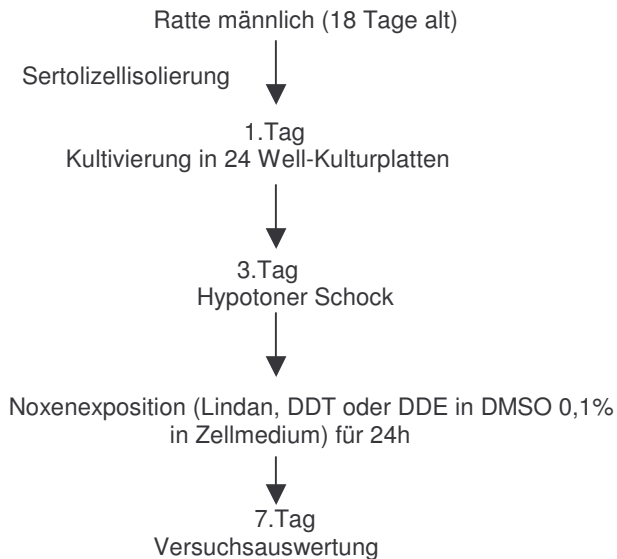 Ratte männlich (18 Tage alt)
Sertolizellisolierung
1.Tag
Kultivierung in 24 Well-Kulturplatten
3.Tag
Hypotoner Schock
Noxenexposition (Lindan, DDT oder DDE in DMSO 0,1%
in Zellmedium) für 24h
7.Tag
Versuchsauswertung